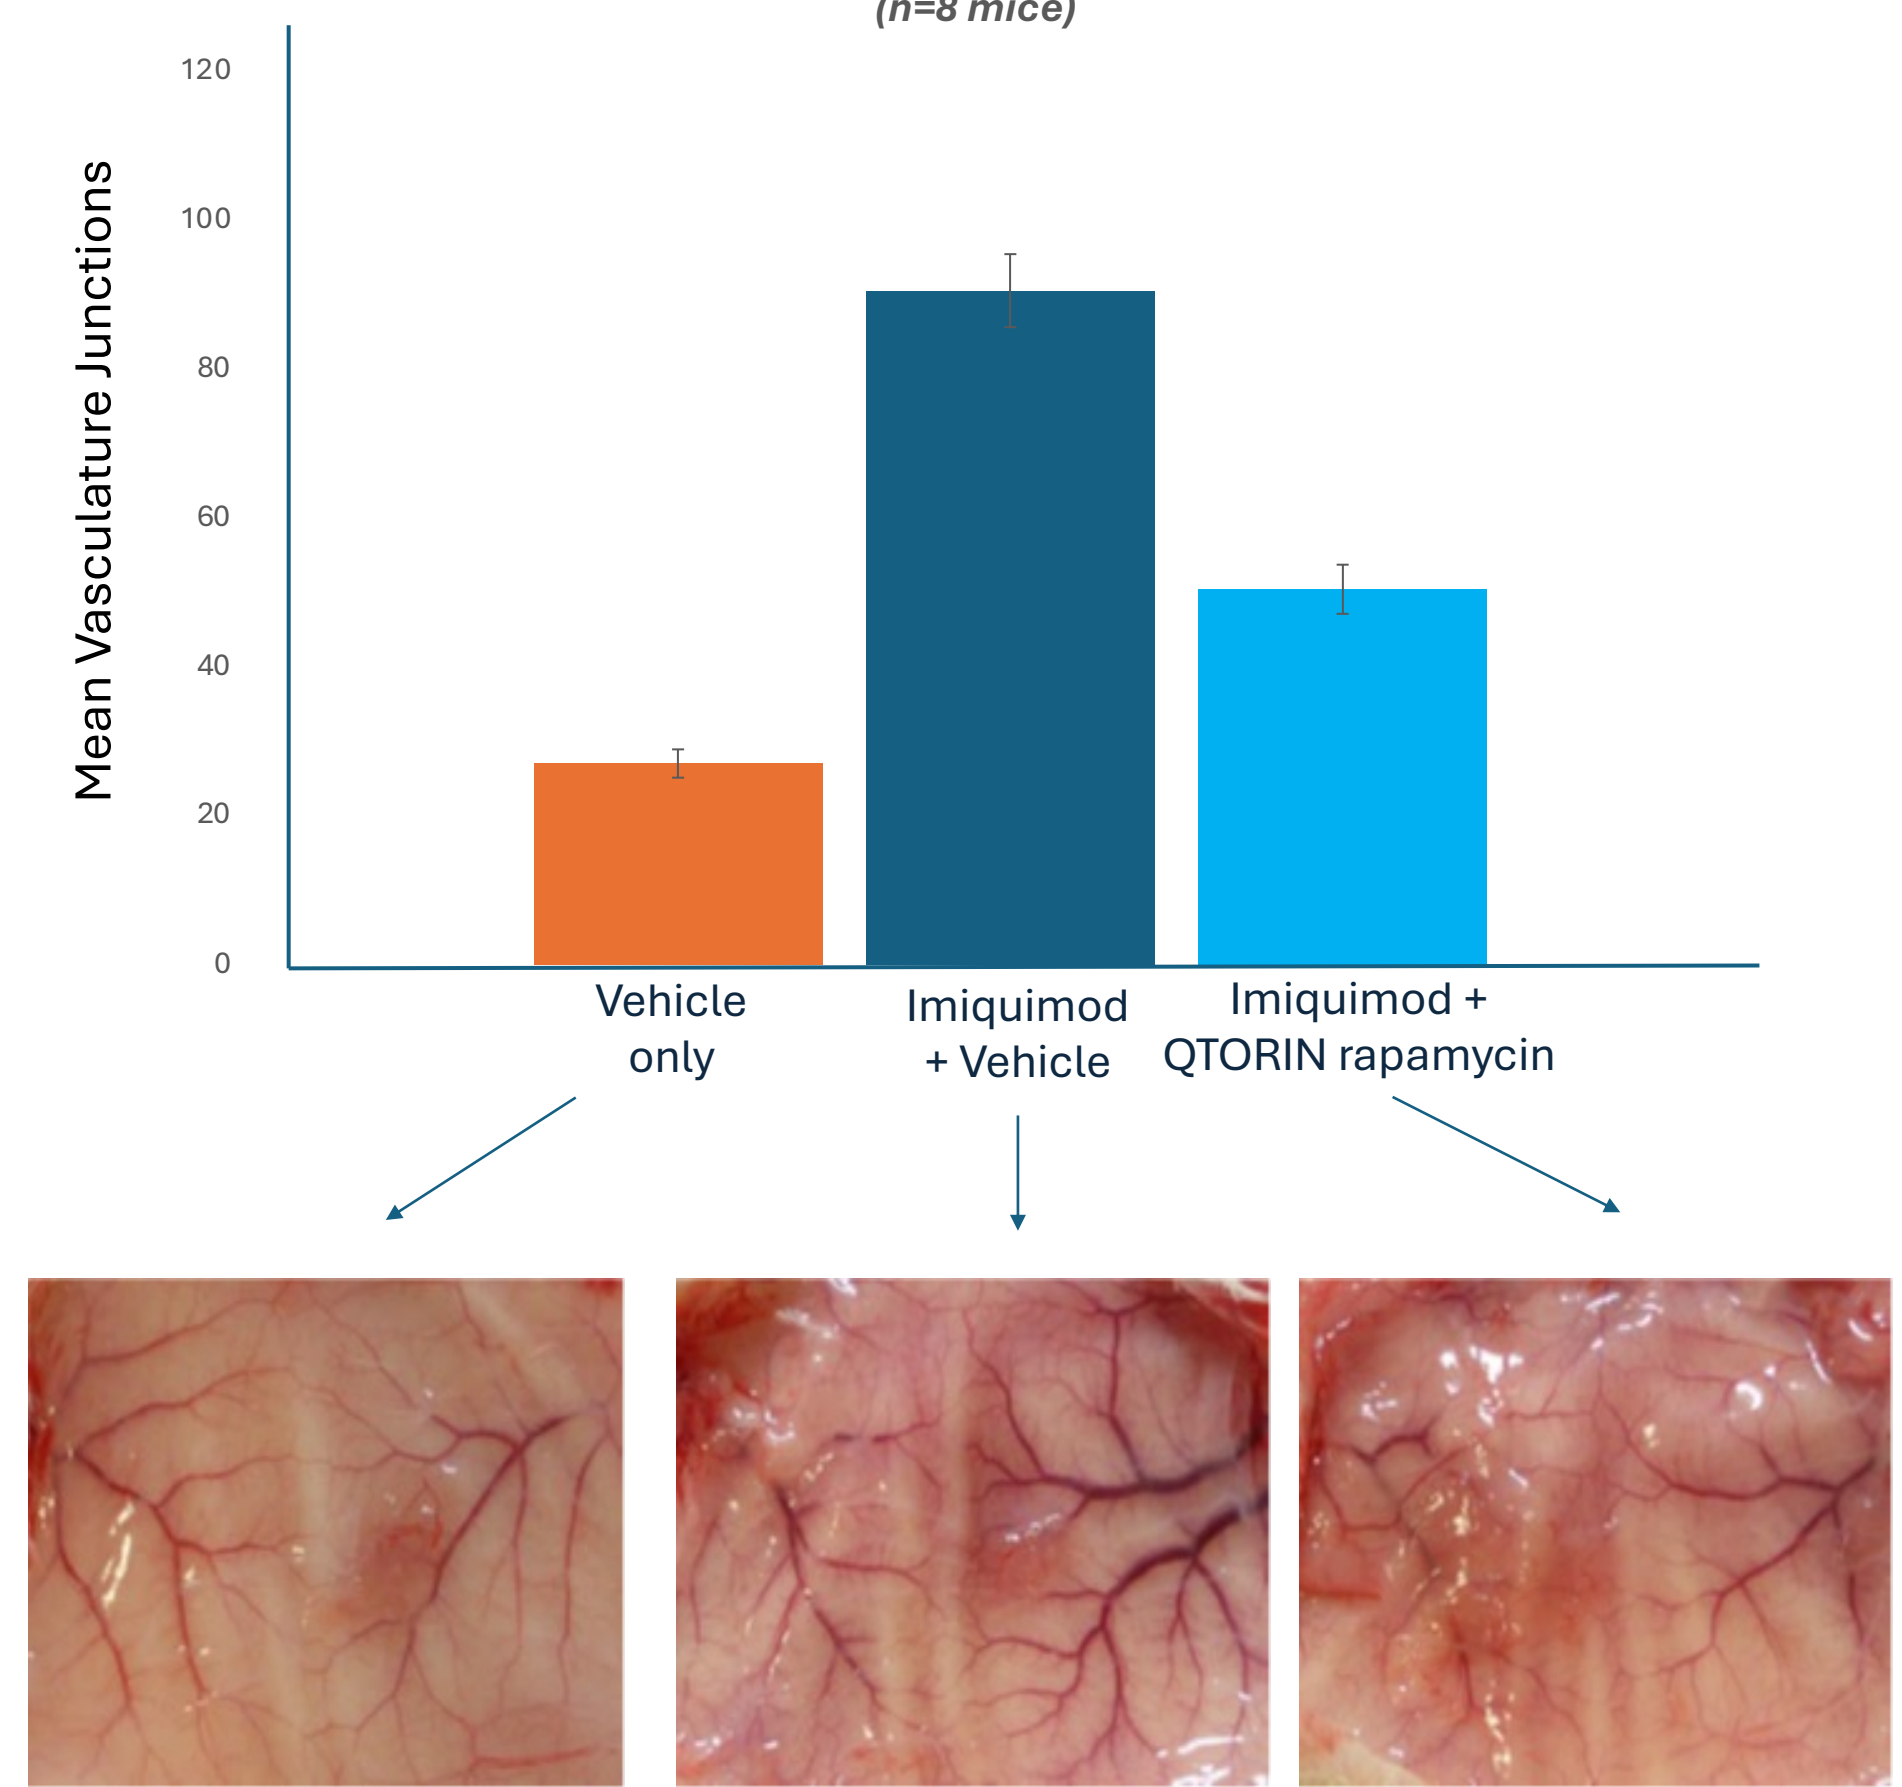 (n=8 mice)
120
100
80
60
40
20
0
Mean Vasculature Junctions
Vehicle
only
Imiquimod
+ Vehicle
Imiquimod +
QTORIN rapamycin